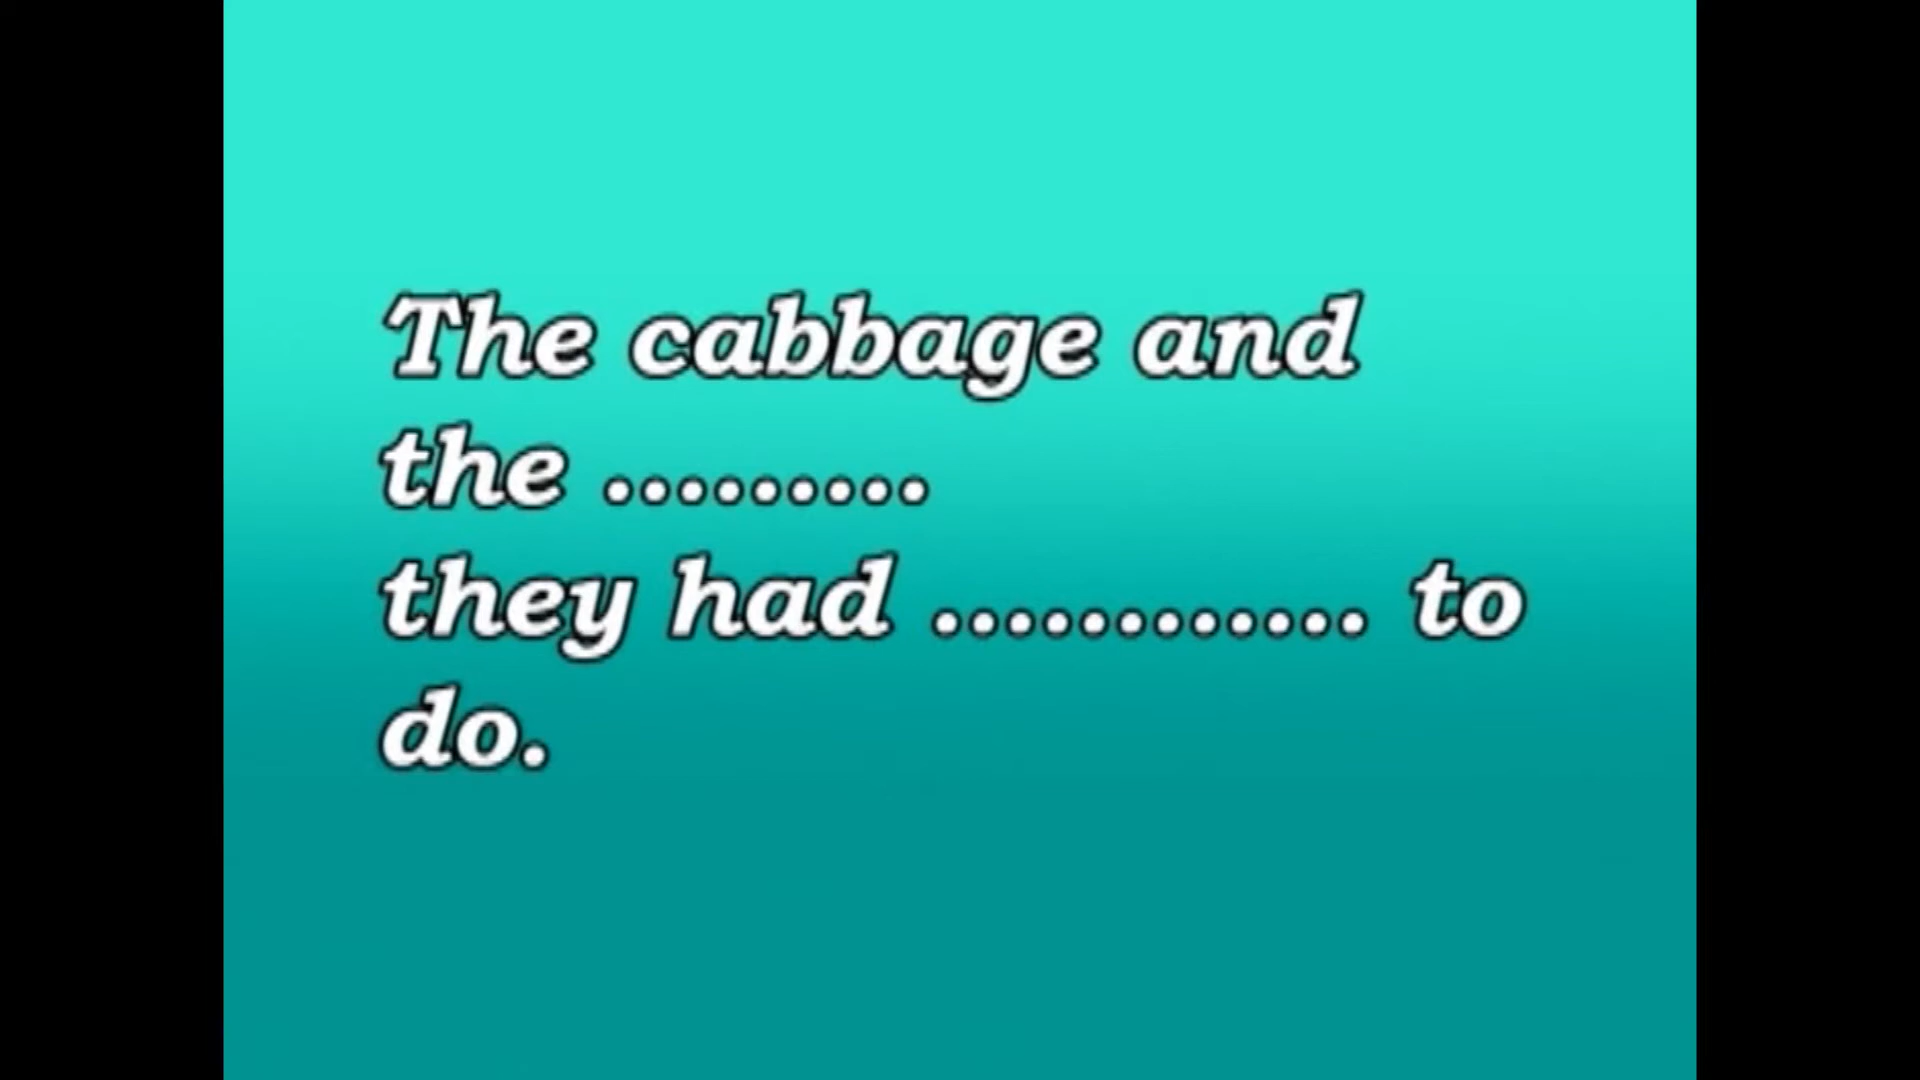 The cabbage and
the .........
they had ............ to
do.